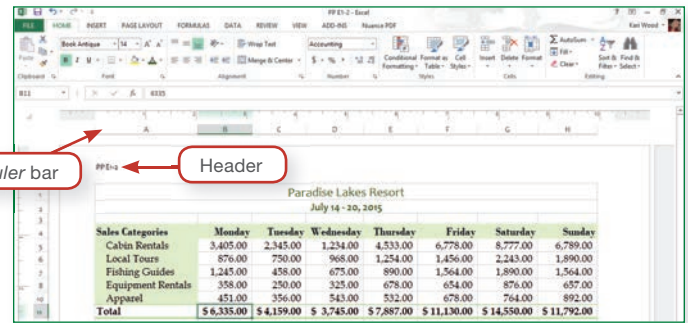 PP E1-2 - Excel
FILE HOME INSERT PAGE LAYOUT FORMULAS DATA REVIEW VIEW ADD-INS Nuance PDF Kari Wood
Book Antiqua 14 Wrap Text Accounting AutoSum
Fill
Paste B I U Merge & Center $ % Conditional Format as Cell Insert Delete Format Clear Sort & Find &
Formatting Table Styles Filter Select
Clipboard Font Alignment Number Styles Cells Editing
B11 fx 6335
A B C D E F G H
uler bar
PP E1-2
Header
Paradise Lakes Resort
July 14 - 20, 2015
Sales Categories Monday Tuesday Wednesday Thursday Friday Saturday Sunday
Cabin Rentals 3,405.00 2,345.00 1,234.00 4,533.00 6,778.00 8,777.00 6,789.00
Local Tours 876.00 750.00 968.00 1,254.00 1,456.00 2,243.00 1,890.00
Fishing Guides 1,245.00 458.00 675.00 890.00 1,564.00 1,890.00 1,564.00
Equipment Rentals 358.00 250.00 325.00 678.00 654.00 876.00 657.00
Apparel 451.00 356.00 543.00 532.00 678.00 764.00 892.00
Total $ 6,335.00 $ 4,159.00 $ 3,745.00 $ 7,887.00 $ 11,130.00 $ 14,550.00 $ 11,792.00